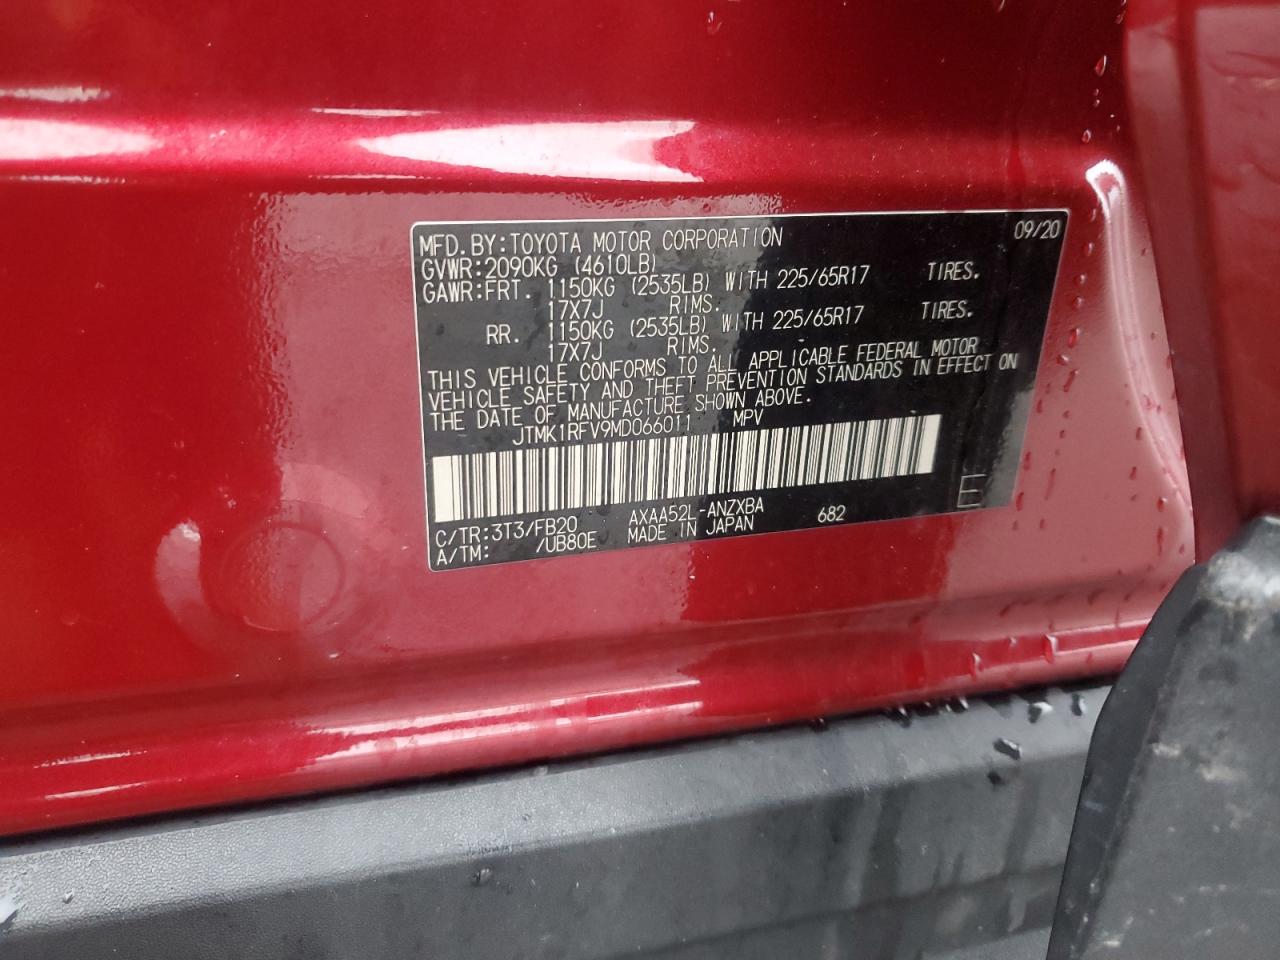 MFD. BY: TOYOTA MOTOR CORPORATION 09/20
GVWR: 2090KG (4610LB)
GAWR: FRT. 1150KG (2535LB) WITH 225/65R17 TIRES.
17X7J RIMS.
RR. 1150KG (2535LB) WITH 225/65R17 TIRES.
17X7J RIMS.
THIS VEHICLE CONFORMS TO ALL APPLICABLE FEDERAL MOTOR
VEHICLE SAFETY AND THEFT PREVENTION STANDARDS IN EFFECT ON
THE DATE OF MANUFACTURE SHOWN ABOVE.
JTMK1RFV9MD066011 MPV
C/TR: 3T3/FB20 AXAA52L-ANZXBA 682 E
A/TM: /UB80E MADE IN JAPAN